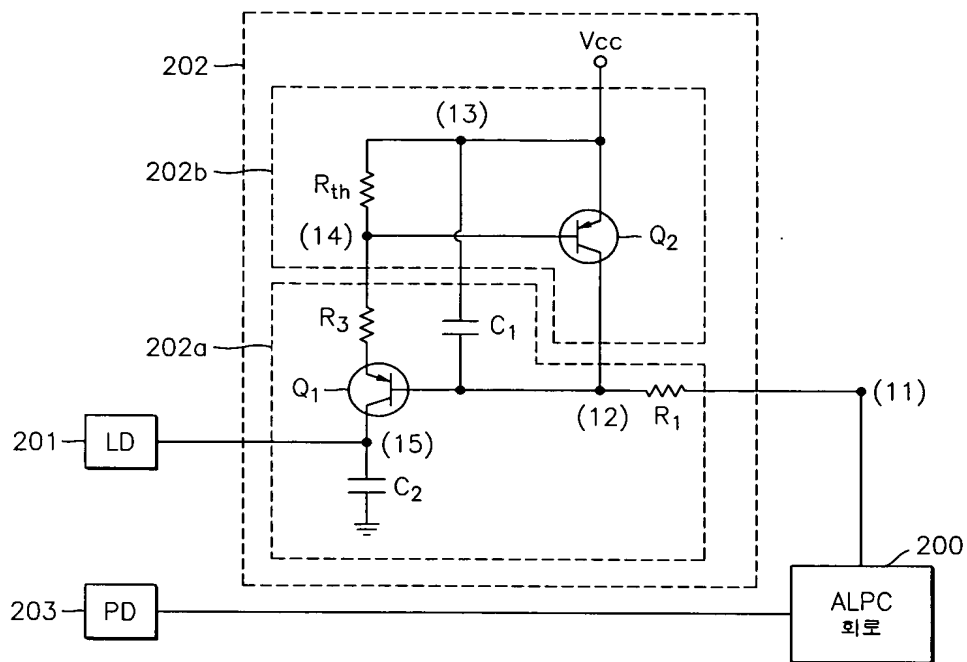 202
Vcc
(13)
202b
Rth
(14)
Q2
R3
C1
202a
Q1
(12)
R1
(11)
201
LD
(15)
C2
200
203
PD
ALPC
회로